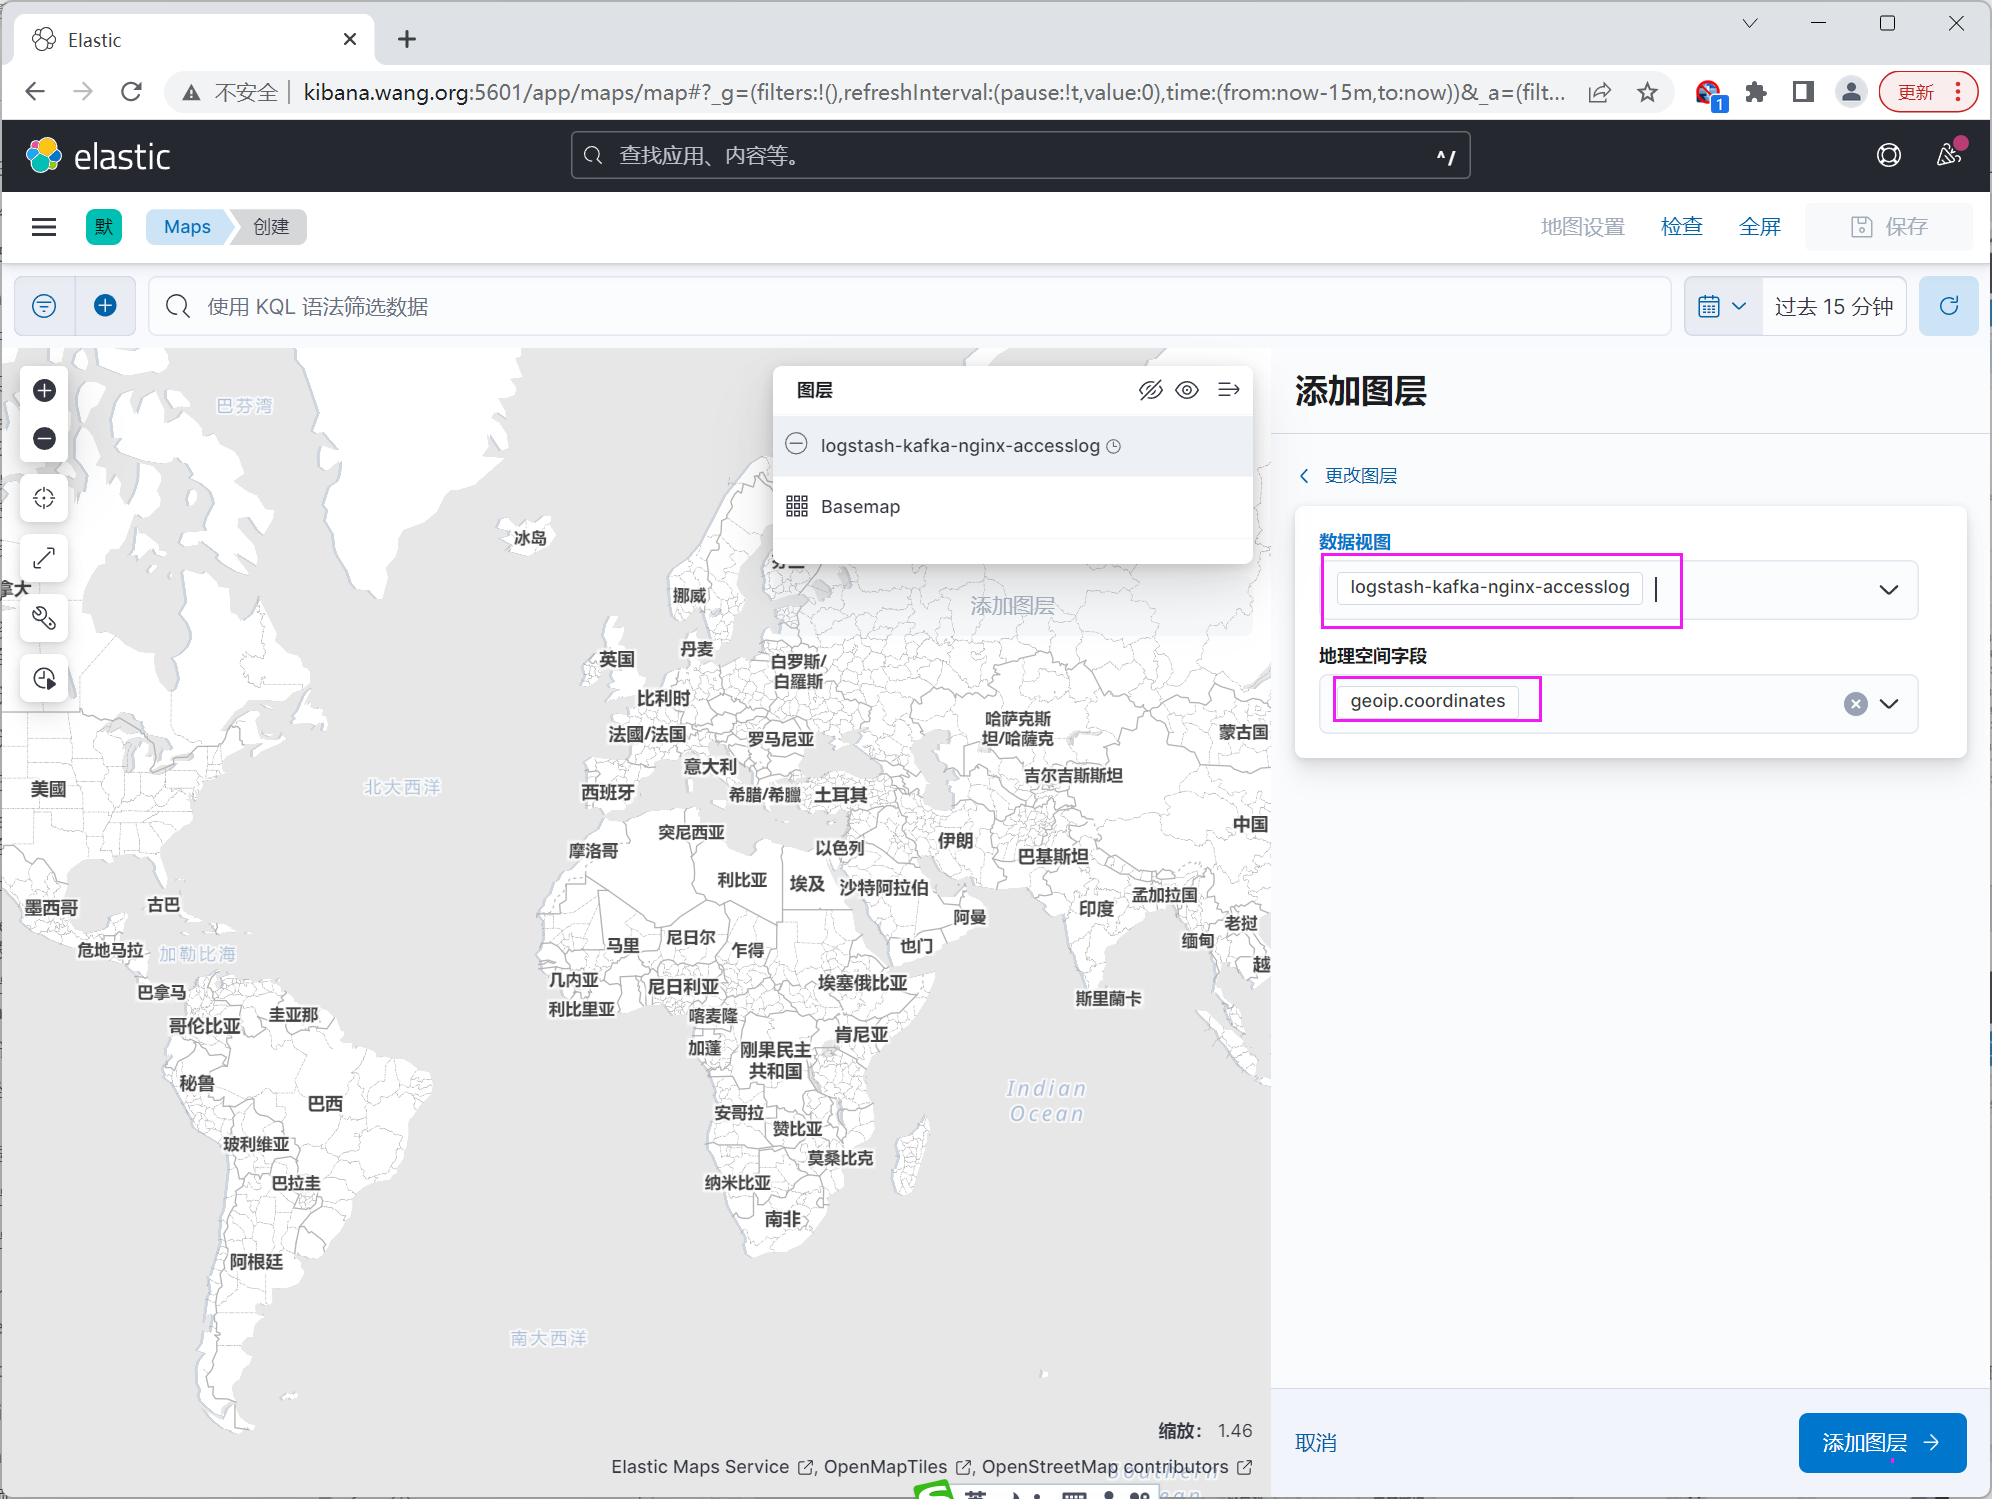 Elastic
不安全
kibana.wang.org:5601/app/maps/map#?_g=(filters:!(),refreshInterval:(pause:!t,value:0),time:(from:now-15m,to:now))&_a=(filt...
1
更新
elastic
查找应用、内容等。
^/
默
Maps
创建
地图设置
检查
全屏
保存
使用 KQL 语法筛选数据
过去 15 分钟
图层
logstash-kafka-nginx-accesslog
Basemap
添加图层
添加图层
更改图层
数据视图
logstash-kafka-nginx-accesslog
地理空间字段
geoip.coordinates
巴芬湾
冰岛
拿大
挪威
丹麦
英国
白罗斯/
白羅斯
比利时
哈萨克斯
坦/哈薩克
法國/法国
罗马尼亚
蒙古国
意大利
吉尔吉斯斯坦
美國
北大西洋
西班牙
希腊/希臘
土耳其
突尼西亚
中国
摩洛哥
以色列
伊朗
巴基斯坦
利比亚
埃及
沙特阿拉伯
孟加拉国
墨西哥
古巴
阿曼
印度
老挝
危地马拉
加勒比海
马里
尼日尔
乍得
也门
缅甸
越
巴拿马
几内亚
尼日利亚
埃塞俄比亚
斯里蘭卡
哥伦比亚
圭亚那
利比里亚
喀麦隆
肯尼亚
加蓬
刚果民主
共和国
秘鲁
巴西
Indian
Ocean
安哥拉
赞比亚
玻利维亚
莫桑比克
巴拉圭
纳米比亚
南非
阿根廷
南大西洋
缩放： 1.46
Elastic Maps Service , OpenMapTiles , OpenStreetMap contributors
Southern
取消
添加图层